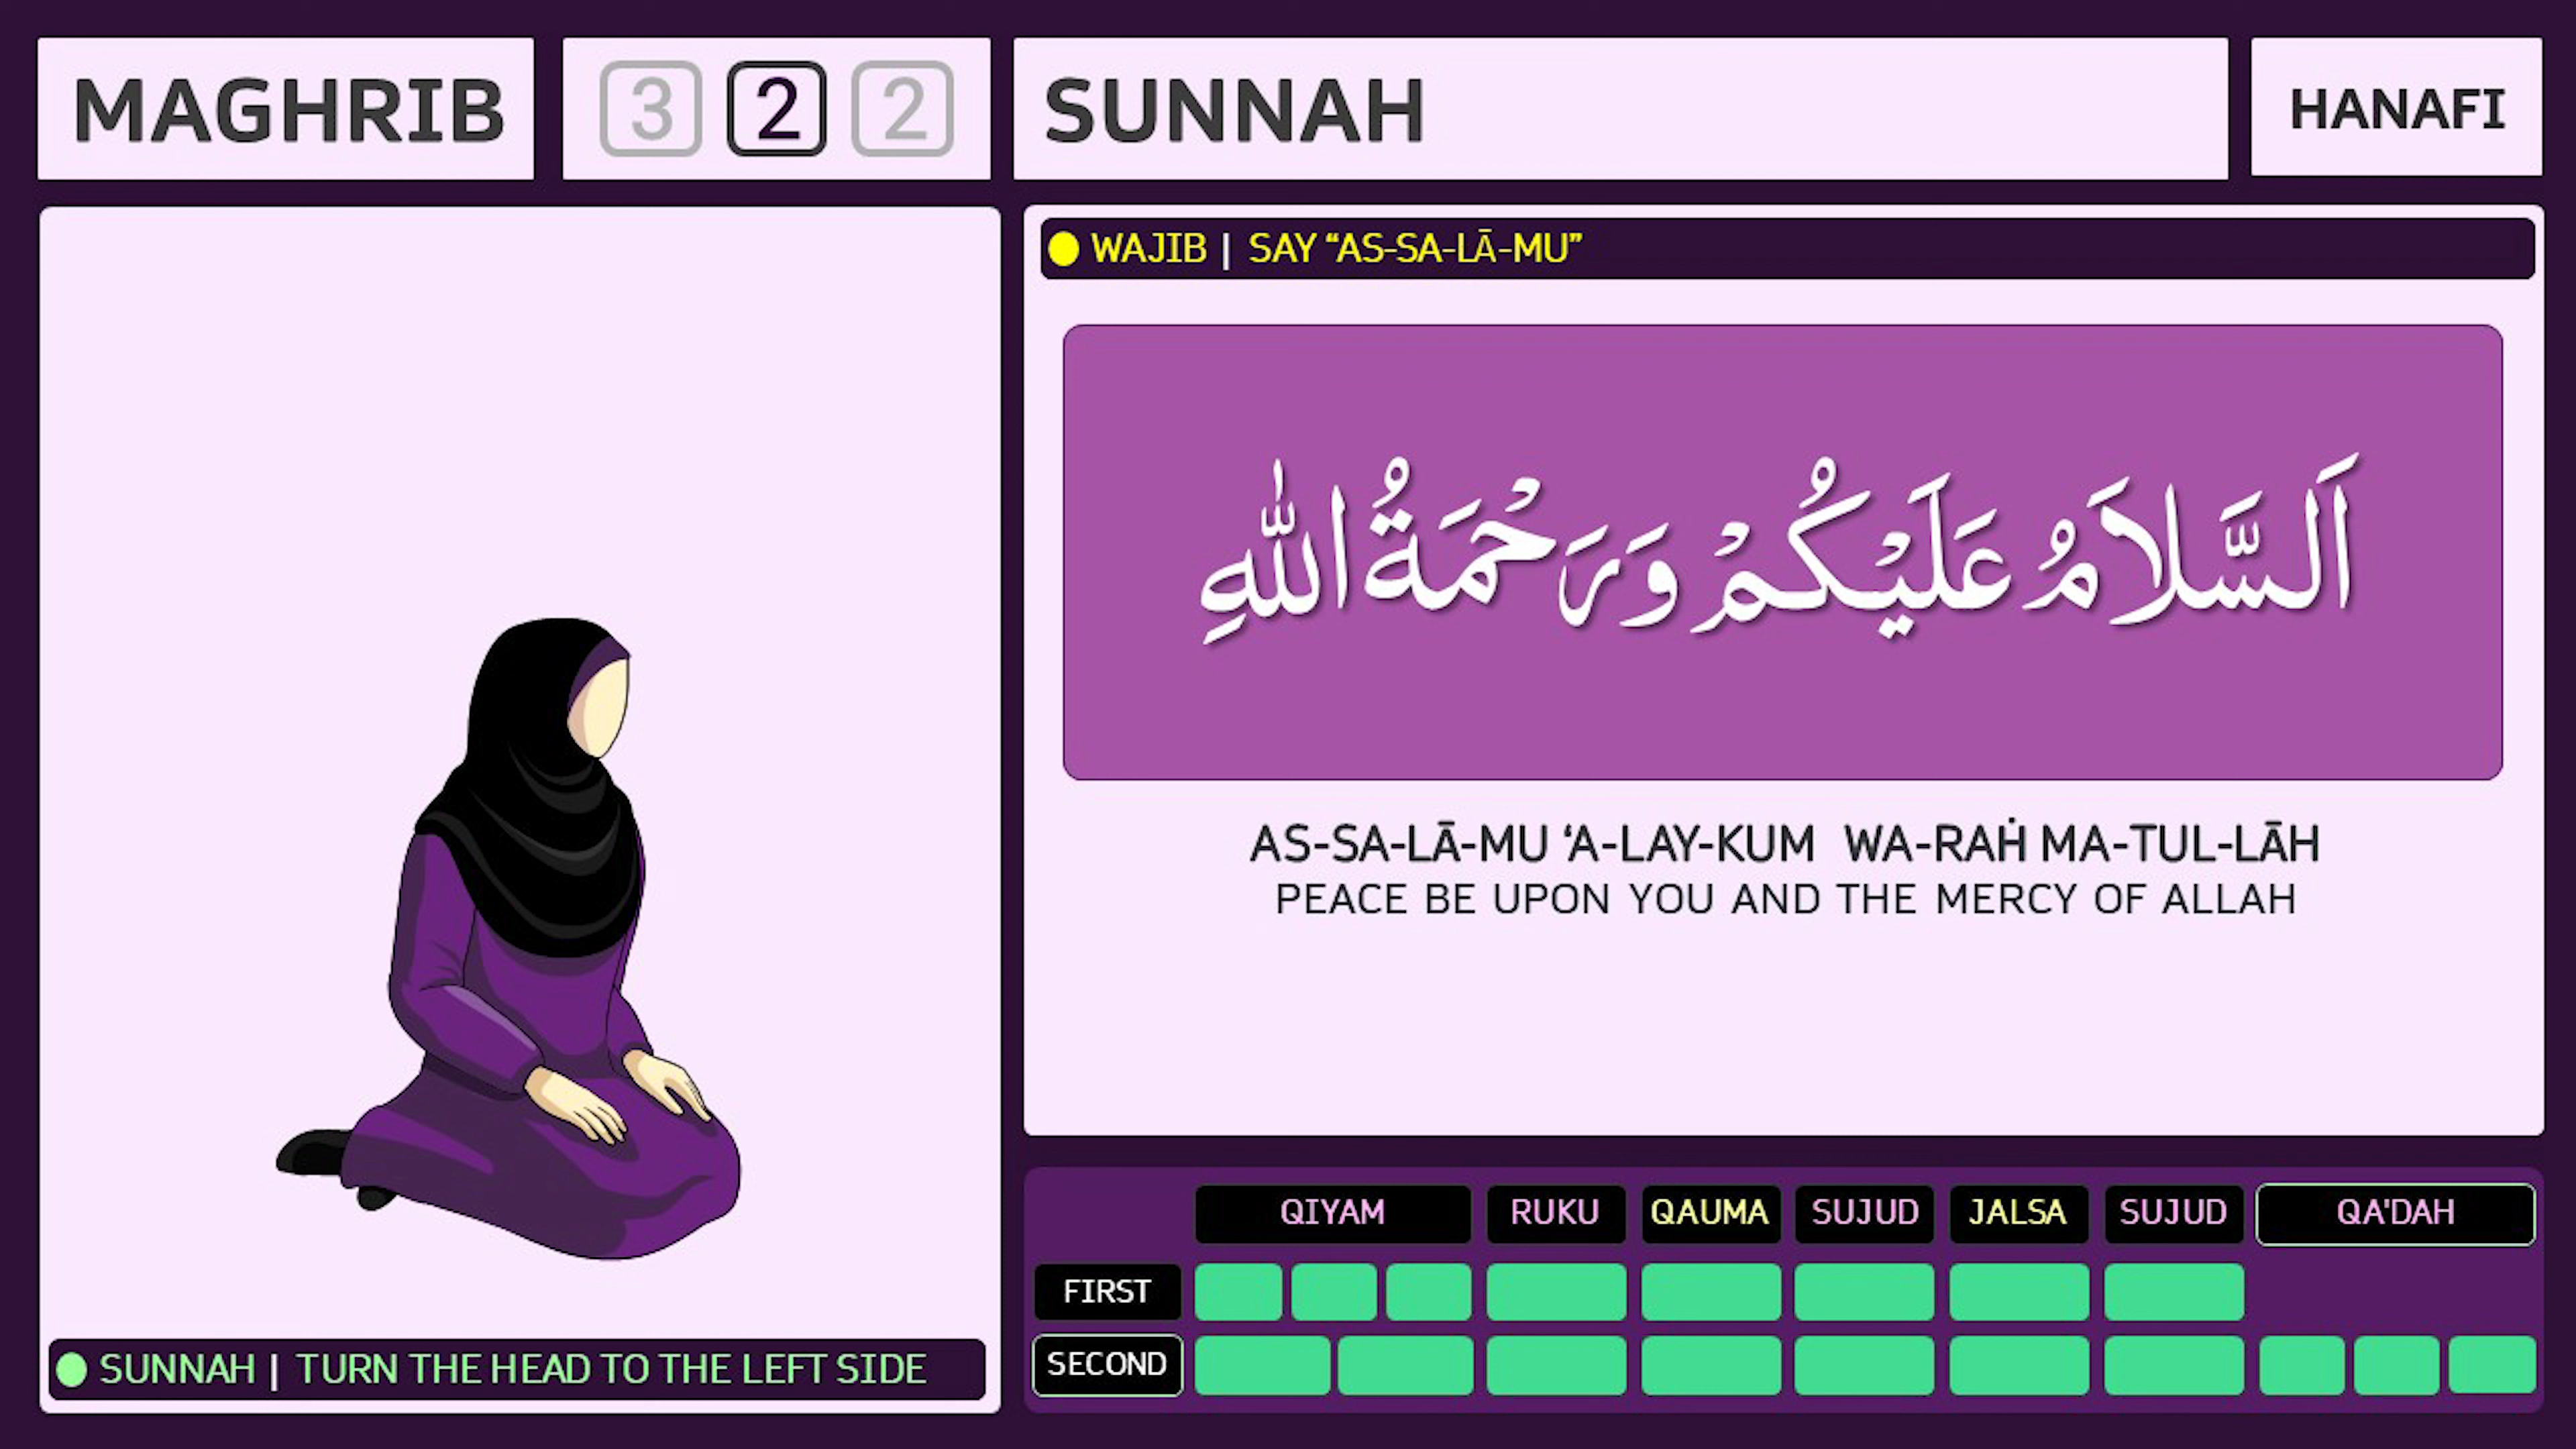 MAGHRIB
3 2 2
SUNNAH
HANAFI
SUNNAH | TURN THE HEAD TO THE LEFT SIDE
WAJIB | SAY “AS-SA-LĀ-MU”
اَلسَّلاَمُ عَلَيْكُمْ وَرَحْمَةُ اللّٰهِ
AS-SA-LĀ-MU ‘A-LAY-KUM WA-RAḢ MA-TUL-LĀH
PEACE BE UPON YOU AND THE MERCY OF ALLAH
QIYAM RUKU QAUMA SUJUD JALSA SUJUD QA'DAH
FIRST
SECOND